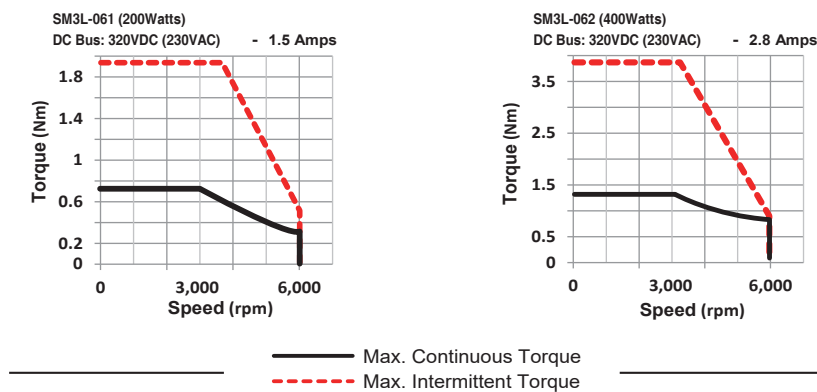 SM3L-061 (200Watts)
DC Bus: 320VDC (230VAC) - 1.5 Amps
1.8
1.4
1
0.6
0.2
0
Torque (Nm)
0 3,000 6,000
Speed (rpm)
SM3L-062 (400Watts)
DC Bus: 320VDC (230VAC) - 2.8 Amps
3.5
2.5
1.5
0.5
0
Torque (Nm)
0 3,000 6,000
Speed (rpm)
Max. Continuous Torque
Max. Intermittent Torque